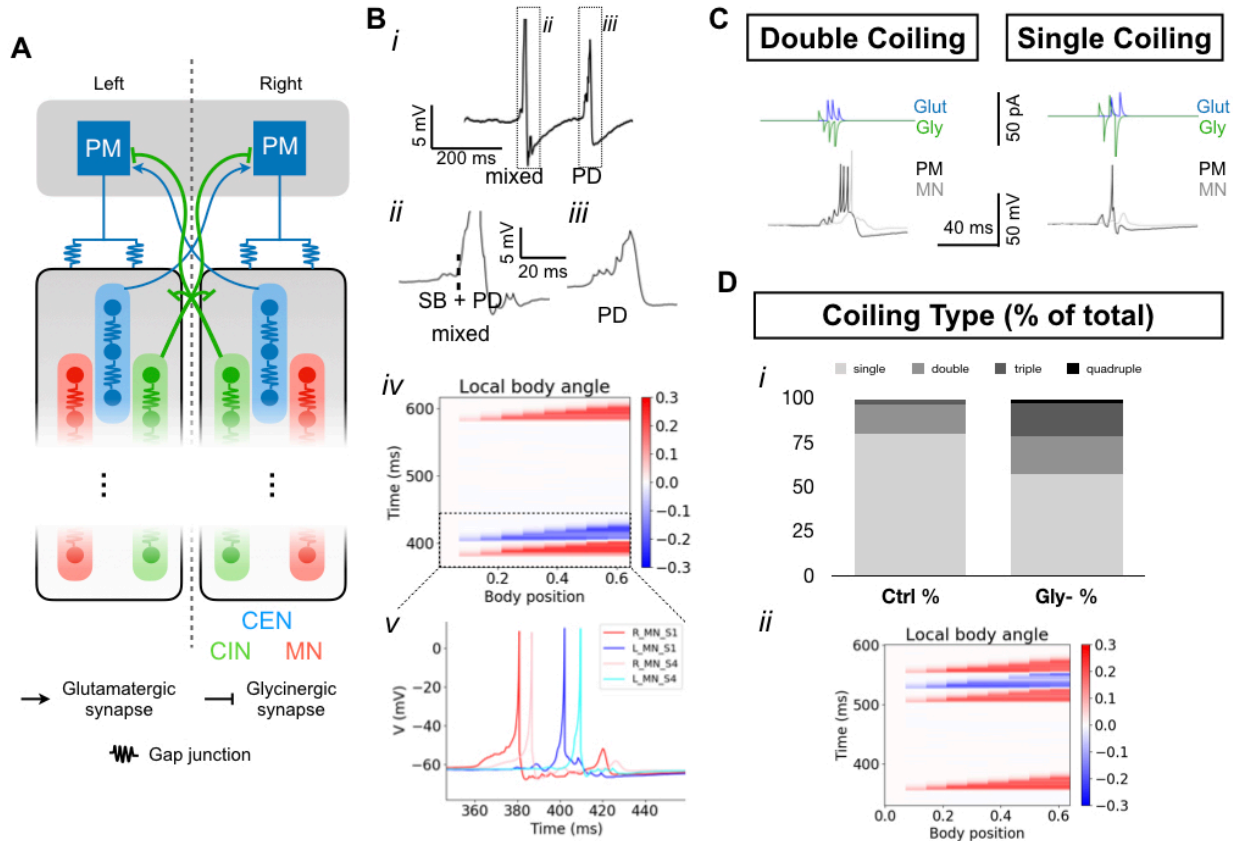 A
Left
Right
PM
PM
CEN
CIN
MN
Glutamatergic
synapse
Glycinergic
synapse
Gap junction
B
i
ii
iii
5 mV
200 ms
mixed
PD
ii
iii
5 mV
20 ms
SB + PD
mixed
PD
iv
Local body angle
600
500
400
Time (ms)
0.2
0.4
0.6
Body position
0.3
0.2
0.1
0.0
−0.1
−0.2
−0.3
v
R_MN_S1
L_MN_S1
R_MN_S4
L_MN_S4
0
−20
−40
−60
V (mV)
360
380
400
420
440
Time (ms)
C
Double Coiling
Single Coiling
Glut
Gly
50 pA
PM
MN
40 ms
50 mV
D
Coiling Type (% of total)
i
single
double
triple
quadruple
100
75
50
25
0
Ctrl %
Gly- %
ii
Local body angle
600
500
400
Time (ms)
0.0
0.2
0.4
0.6
Body position
0.3
0.2
0.1
0.0
−0.1
−0.2
−0.3